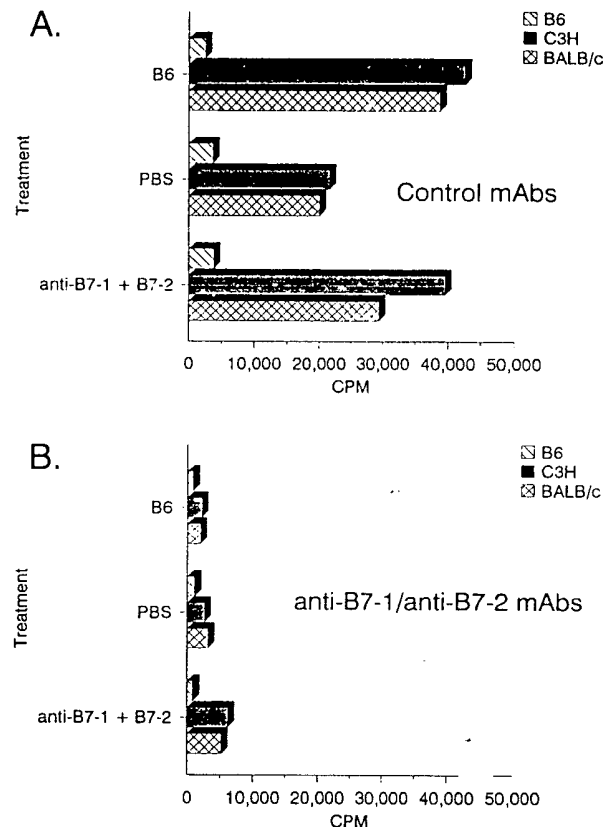 A.
B6
C3H
BALB/c
B6
PBS
anti-B7-1 + B7-2
Treatment
Control mAbs
0 10,000 20,000 30,000 40,000 50,000
CPM
B.
B6
C3H
BALB/c
B6
PBS
anti-B7-1 + B7-2
Treatment
anti-B7-1/anti-B7-2 mAbs
0 10,000 20,000 30,000 40,000 50,000
CPM